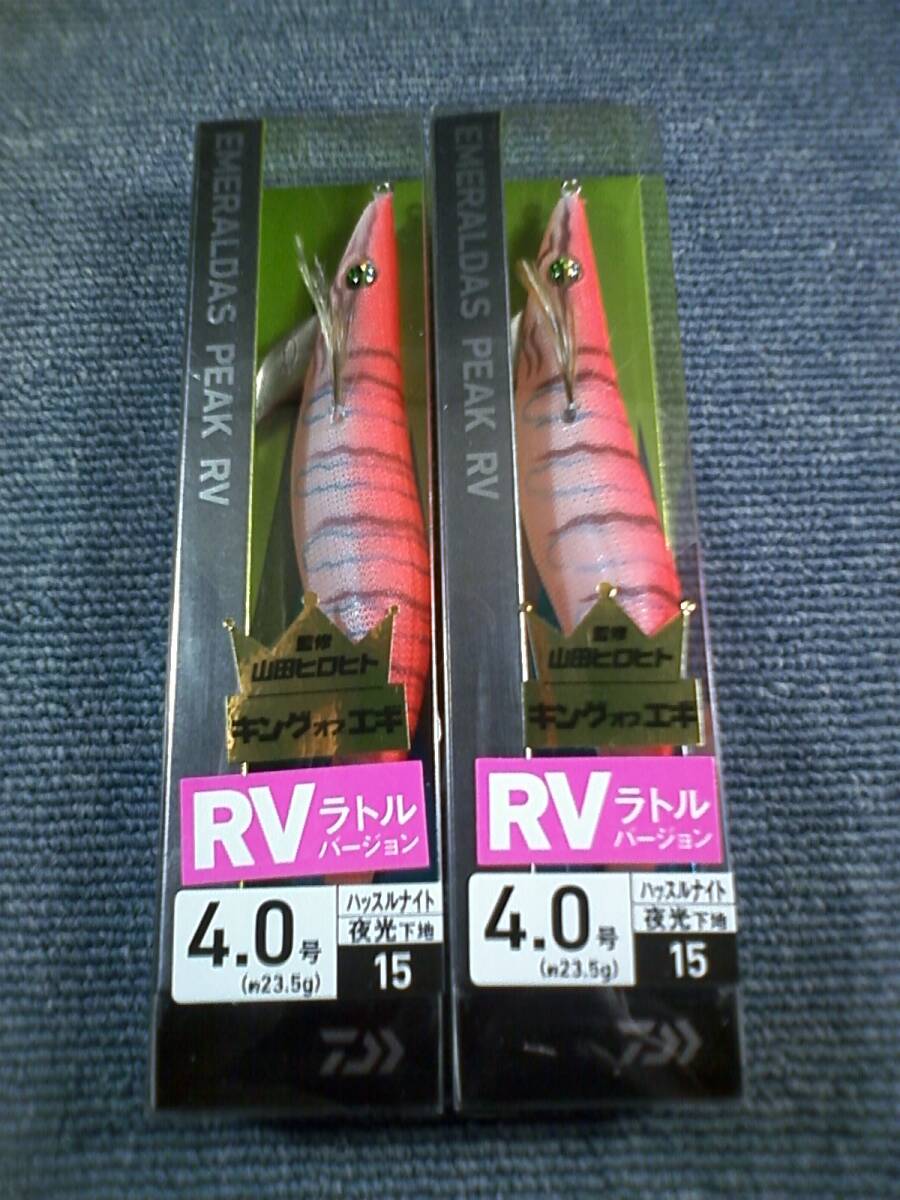 EMERALDAS PEAK RV
監修
山田ヒロヒト
キングオブエギ
RVラトル
バージョン
4.0号
(約23.5g)
ハッスルナイト
夜光下地
15
EMERALDAS PEAK RV
監修
山田ヒロヒト
キングオブエギ
RVラトル
バージョン
4.0号
(約23.5g)
ハッスルナイト
夜光下地
15